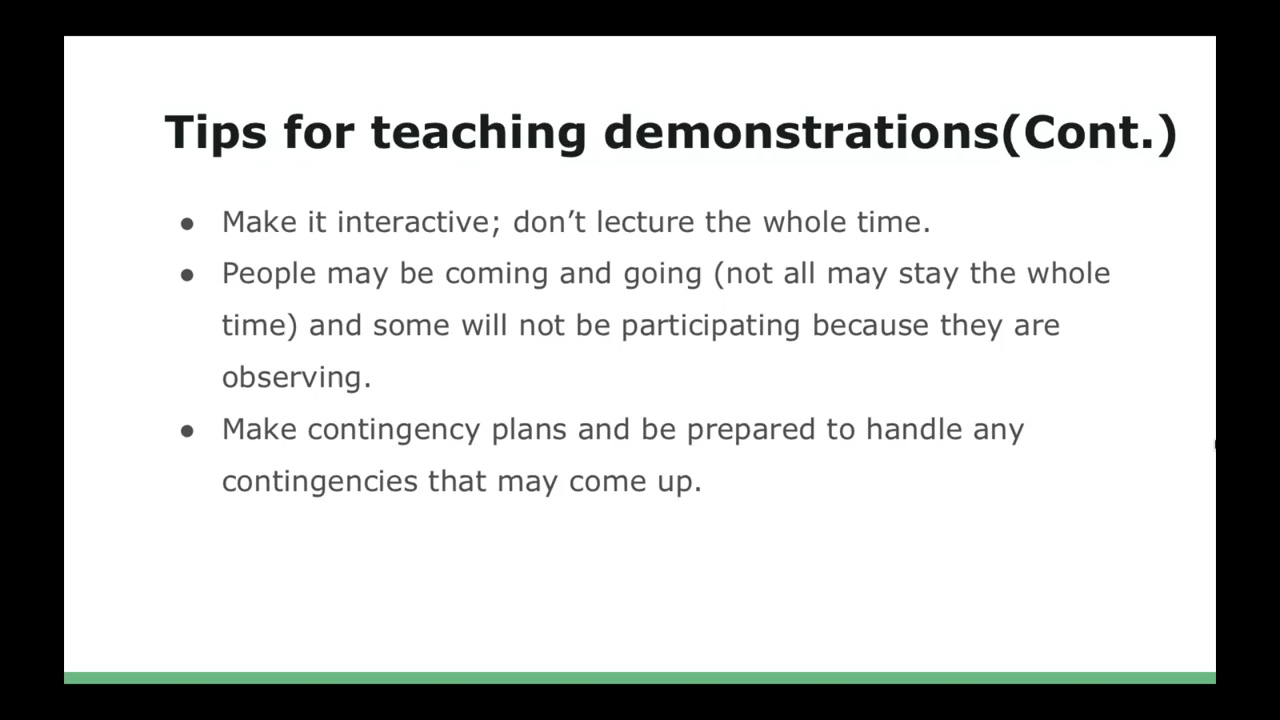 Tips for teaching demonstrations(Cont.)
● Make it interactive; don’t lecture the whole time.
● People may be coming and going (not all may stay the whole
time) and some will not be participating because they are
observing.
● Make contingency plans and be prepared to handle any
contingencies that may come up.